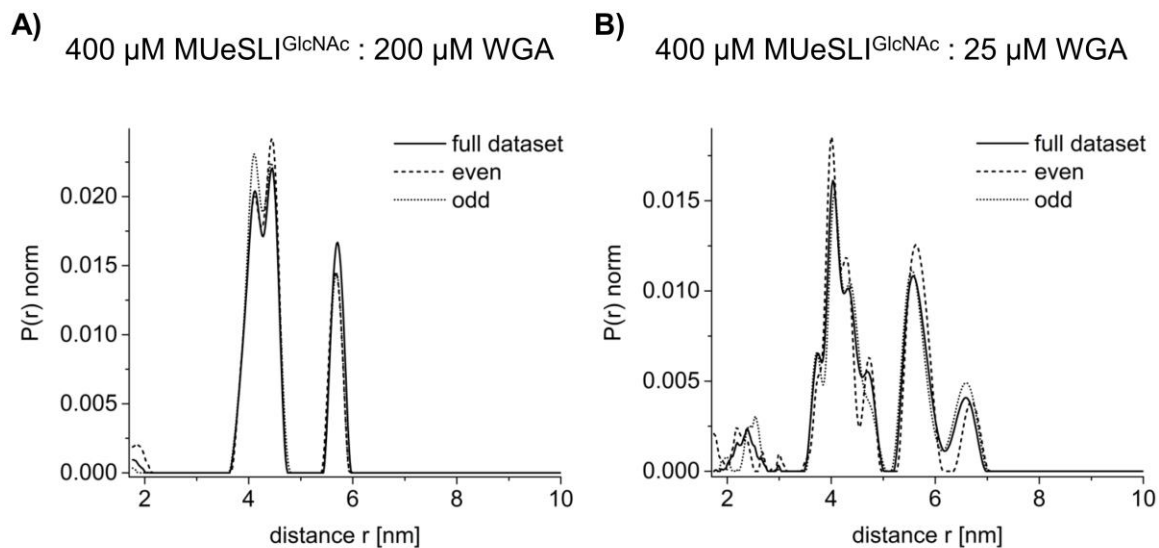 A)
400 µM MUeSLI^GlcNAc : 200 µM WGA
P(r) norm
0.020
0.015
0.010
0.005
0.000
full dataset
even
odd
2 4 6 8 10
distance r [nm]
B)
400 µM MUeSLI^GlcNAc : 25 µM WGA
P(r) norm
0.015
0.010
0.005
0.000
full dataset
even
odd
2 4 6 8 10
distance r [nm]